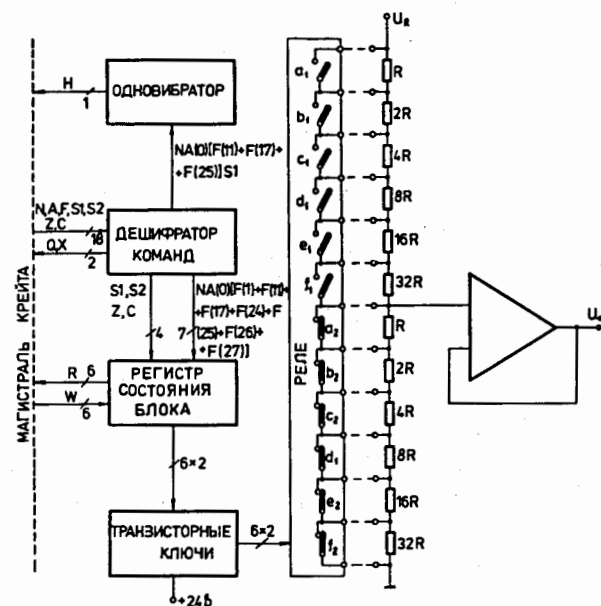 U_R
H
1
ОДНОВИБРАТОР
NA(0)[F(11)+F(17)+
+F(25)]S1
N,A,F,S1,S2
Z,C
18
Q,X
2
ДЕШИФРАТОР
КОМАНД
S1,S2
Z,C
4
NA(0)[F(1)+F(11)+
+F(17)+F(24)+F
(25)+F(26)+
+F(27)]
7
МАГИСТРАЛЬ КРЕЙТА
R
6
W
6
РЕГИСТР
СОСТОЯНИЯ
БЛОКА
6×2
ТРАНЗИСТОРНЫЕ
КЛЮЧИ
6×2
+24В
РЕЛЕ
a1
b1
c1
d1
e1
f1
a2
b2
c2
d1
e2
f2
R
2R
4R
8R
16R
32R
R
2R
4R
8R
16R
32R